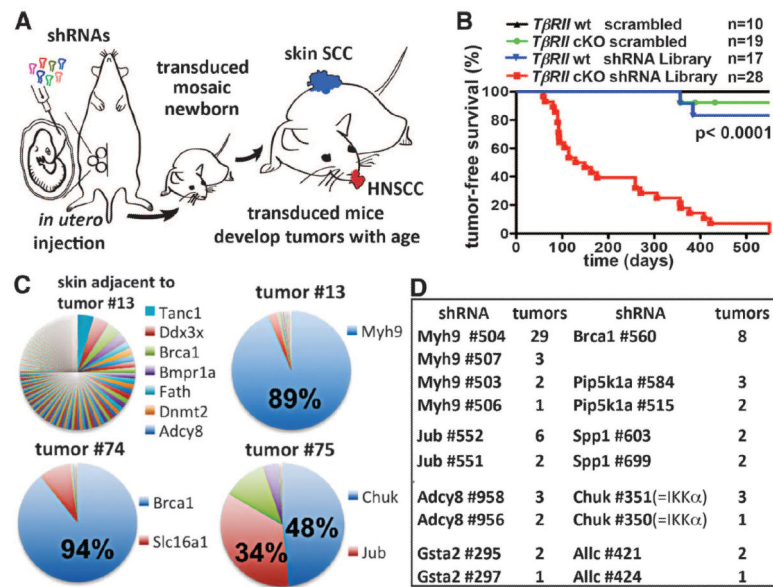 A
shRNAs
in utero
injection
transduced
mosaic
newborn
skin SCC
HNSCC
transduced mice
develop tumors with age
B
TβRII wt scrambled n=10
TβRII cKO scrambled n=19
TβRII wt shRNA Library n=17
TβRII cKO shRNA Library n=28
tumor-free survival (%)
100
80
60
40
20
0
p< 0.0001
0 100 200 300 400 500
time (days)
C
skin adjacent to
tumor #13
Tanc1
Ddx3x
Brca1
Bmpr1a
Fath
Dnmt2
Adcy8
tumor #13
Myh9
89%
tumor #74
Brca1
Slc16a1
94%
tumor #75
Chuk
Jub
48%
34%
D
shRNA tumors shRNA tumors
Myh9 #504 29 Brca1 #560 8
Myh9 #507 3
Myh9 #503 2 Pip5k1a #584 3
Myh9 #506 1 Pip5k1a #515 2
Jub #552 6 Spp1 #603 2
Jub #551 2 Spp1 #699 2
Adcy8 #958 3 Chuk #351(=IKKα) 3
Adcy8 #956 2 Chuk #350(=IKKα) 1
Gsta2 #295 2 Allc #421 2
Gsta2 #297 1 Allc #424 1